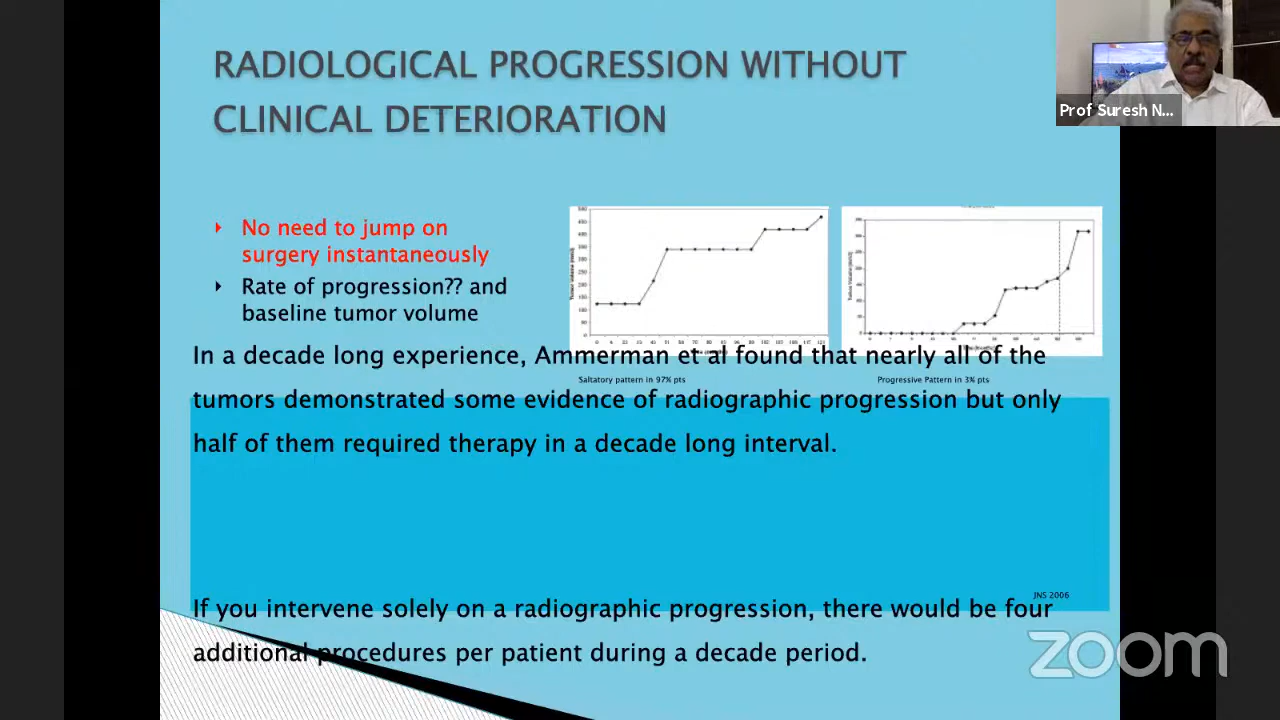 RADIOLOGICAL PROGRESSION WITHOUT
CLINICAL DETERIORATION
Prof Suresh N...
No need to jump on
surgery instantaneously
Rate of progression?? and
baseline tumor volume
In a decade long experience, Ammerman et al found that nearly all of the
Saltatory pattern in 97% pts
Progressive Pattern in 3% pts
tumors demonstrated some evidence of radiographic progression but only
half of them required therapy in a decade long interval.
JNS 2006
If you intervene solely on a radiographic progression, there would be four
additional procedures per patient during a decade period.
zoom